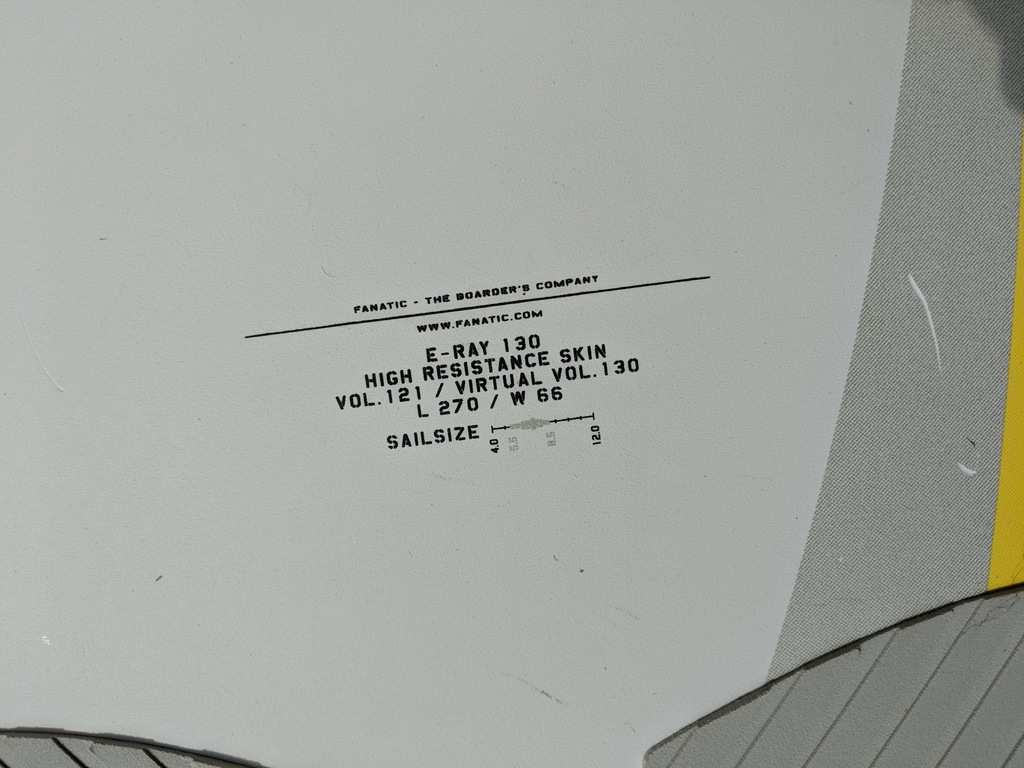 FANATIC - THE BOARDER'S COMPANY
WWW.FANATIC.COM
E-RAY 130
HIGH RESISTANCE SKIN
VOL.121 / VIRTUAL VOL.130
L 270 / W 66
SAILSIZE 4.0 5.5 8.5 12.0